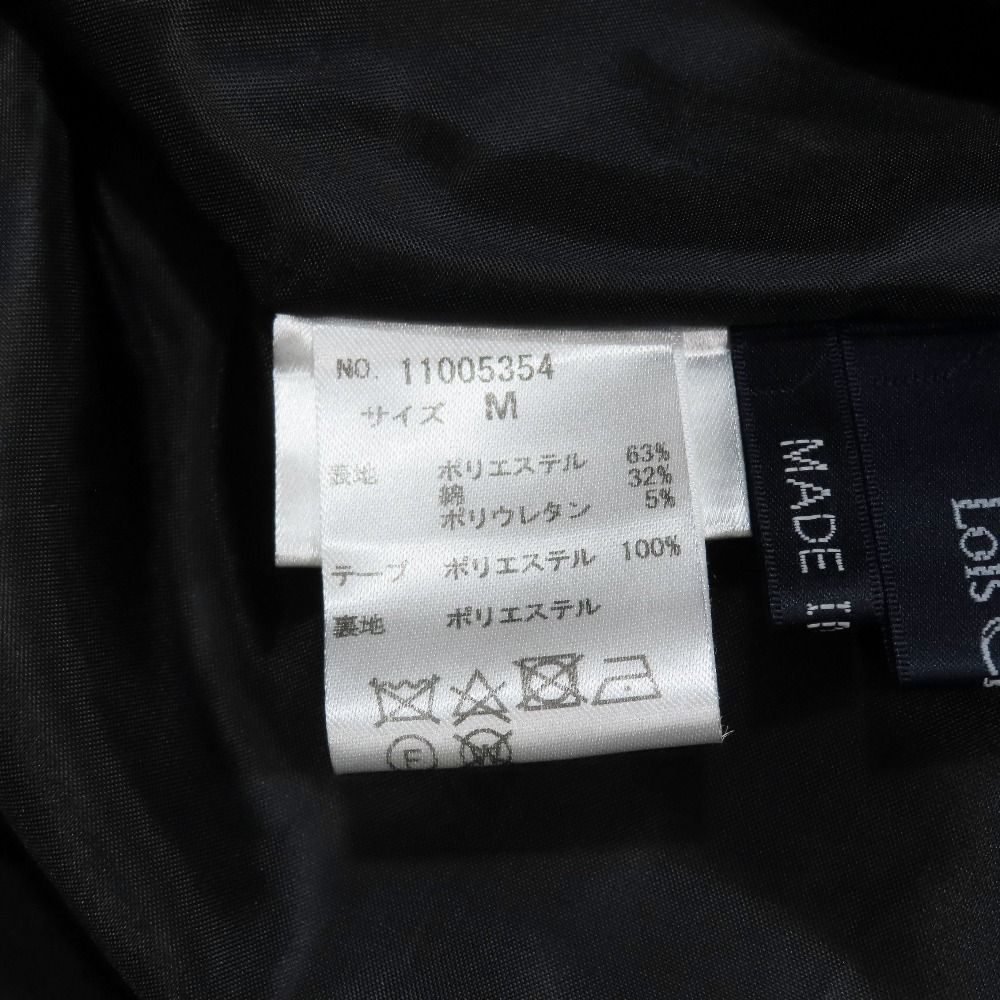 NO. 11005354
サイズ M
表地 ポリエステル 63%
綿 32%
ポリウレタン 5%
テープ ポリエステル 100%
裏地 ポリエステル
F W
MADE
Lois